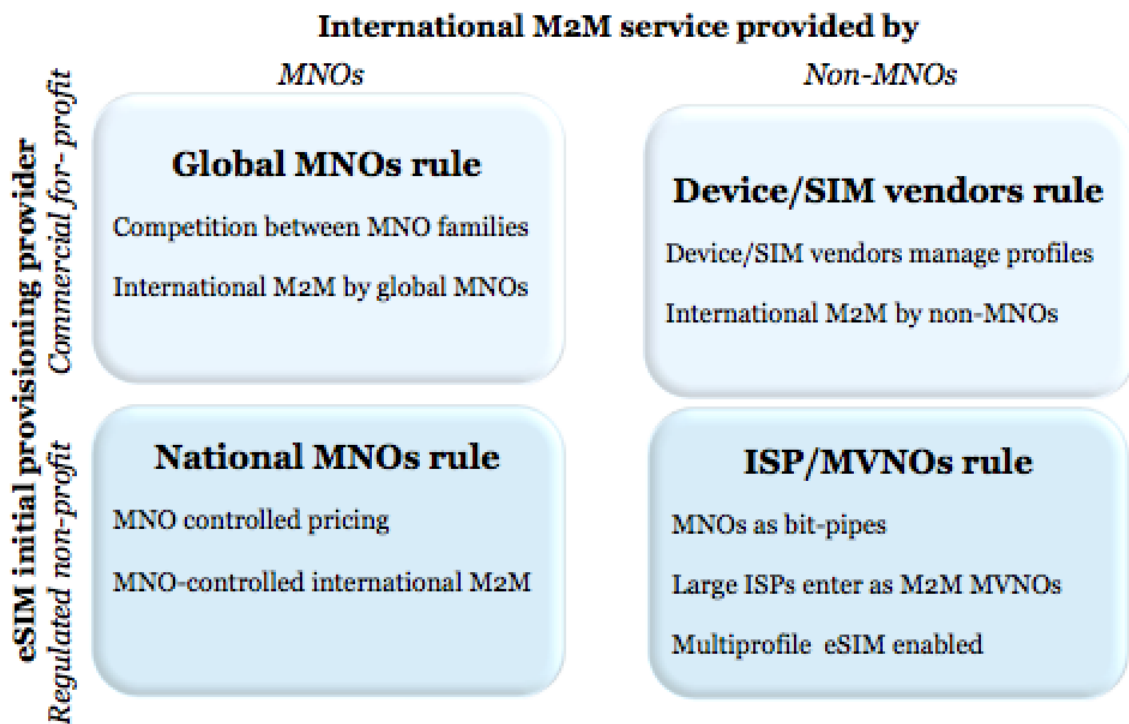 International M2M service provided by
MNOs
Non-MNOs
eSIM initial provisioning provider
Commercial for- profit
Global MNOs rule
Competition between MNO families
International M2M by global MNOs
Device/SIM vendors rule
Device/SIM vendors manage profiles
International M2M by non-MNOs
Regulated non-profit
National MNOs rule
MNO controlled pricing
MNO-controlled international M2M
ISP/MVNOs rule
MNOs as bit-pipes
Large ISPs enter as M2M MVNOs
Multiprofile eSIM enabled